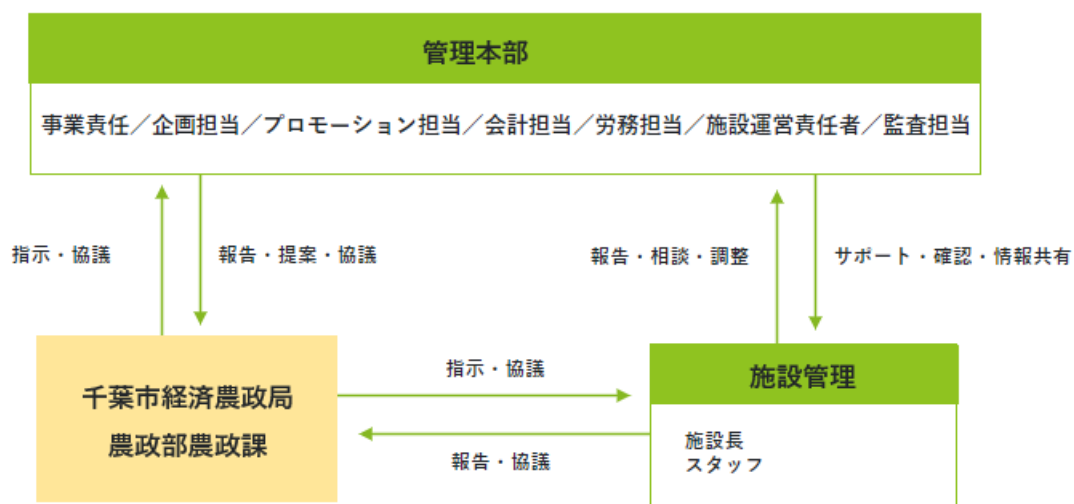 管理本部
事業責任／企画担当／プロモーション担当／会計担当／労務担当／施設運営責任者／監査担当
指示・協議
報告・提案・協議
報告・相談・調整
サポート・確認・情報共有
千葉市経済農政局
農政部農政課
指示・協議
報告・協議
施設管理
施設長
スタッフ